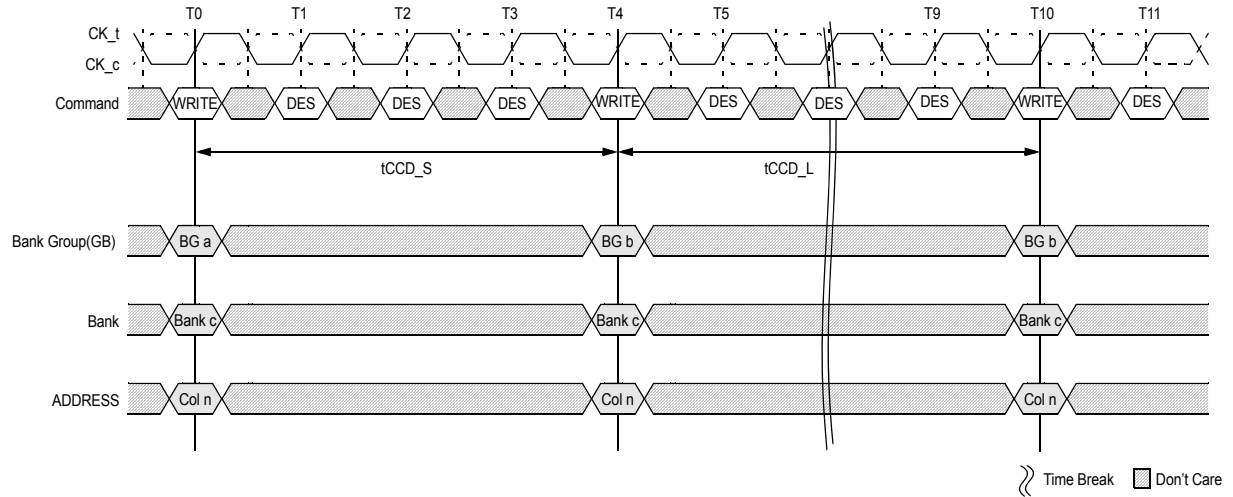 T0 T1 T2 T3 T4 T5 T9 T10 T11
CK_t
CK_c
Command WRITE DES DES DES WRITE DES DES DES WRITE DES
tCCD_S tCCD_L
Bank Group(GB) BG a BG b BG b
Bank Bank c Bank c Bank c
ADDRESS Col n Col n Col n
Time Break Don't Care